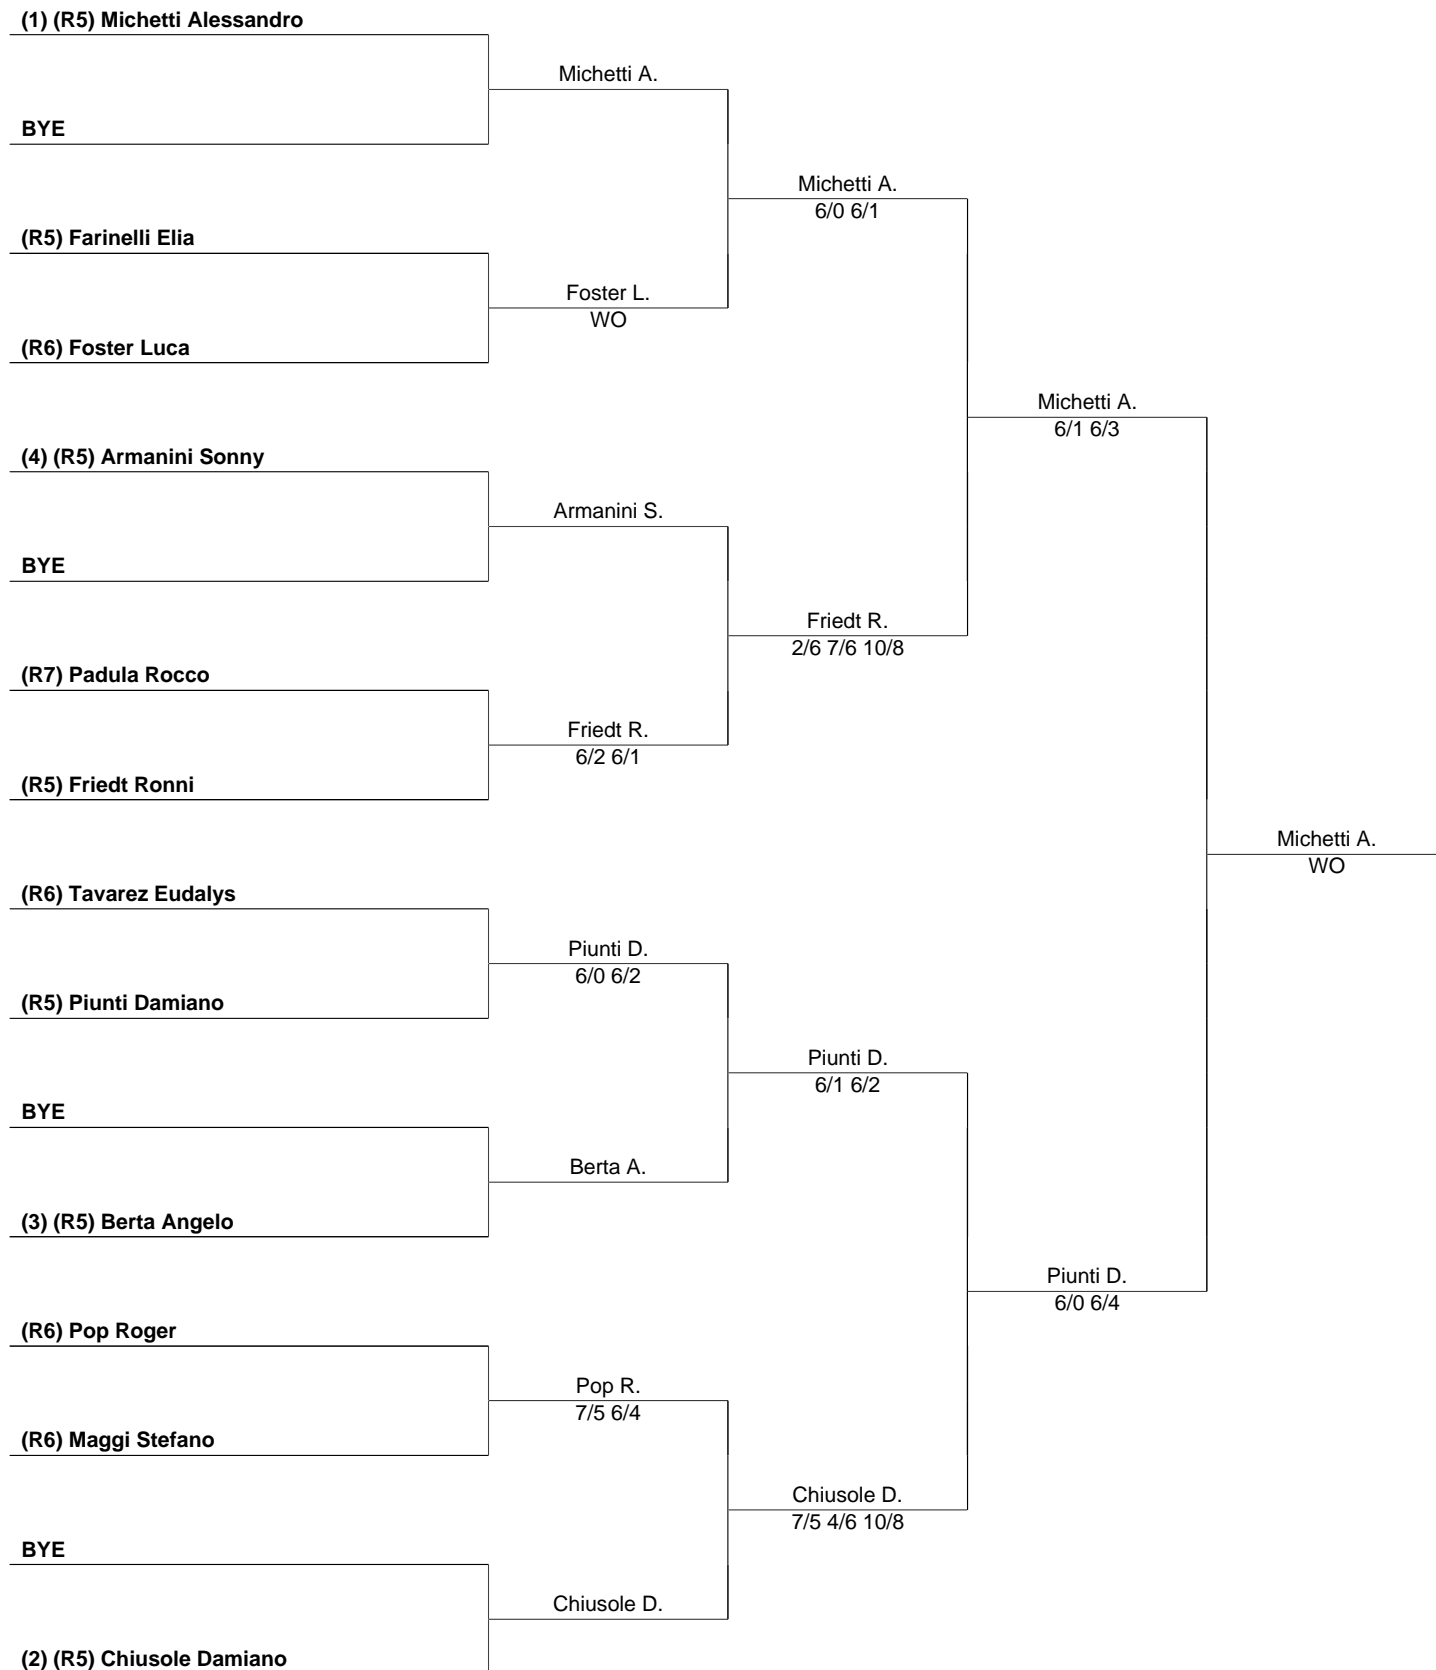 (1) (R5) Michetti Alessandro
Michetti A.
BYE
Michetti A.
6/0 6/1
(R5) Farinelli Elia
Foster L.
WO
(R6) Foster Luca
Michetti A.
6/1 6/3
(4) (R5) Armanini Sonny
Armanini S.
BYE
Friedt R.
2/6 7/6 10/8
(R7) Padula Rocco
Friedt R.
6/2 6/1
(R5) Friedt Ronni
Michetti A.
WO
(R6) Tavarez Eudalys
Piunti D.
6/0 6/2
(R5) Piunti Damiano
Piunti D.
6/1 6/2
BYE
Berta A.
(3) (R5) Berta Angelo
Piunti D.
6/0 6/4
(R6) Pop Roger
Pop R.
7/5 6/4
(R6) Maggi Stefano
Chiusole D.
7/5 4/6 10/8
BYE
Chiusole D.
(2) (R5) Chiusole Damiano